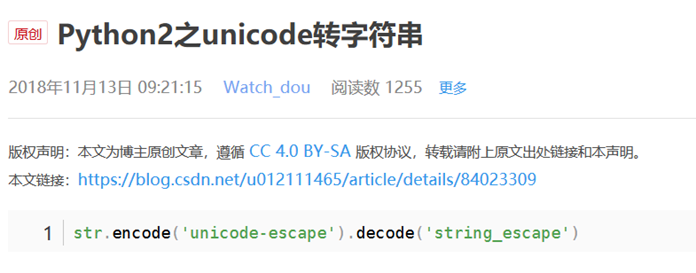 原创 Python2之unicode转字符串
2018年11月13日 09:21:15 Watch_dou 阅读数 1255 更多
版权声明：本文为博主原创文章，遵循 CC 4.0 BY-SA 版权协议，转载请附上原文出处链接和本声明。
本文链接：https://blog.csdn.net/u012111465/article/details/84023309
1 str.encode('unicode-escape').decode('string_escape')